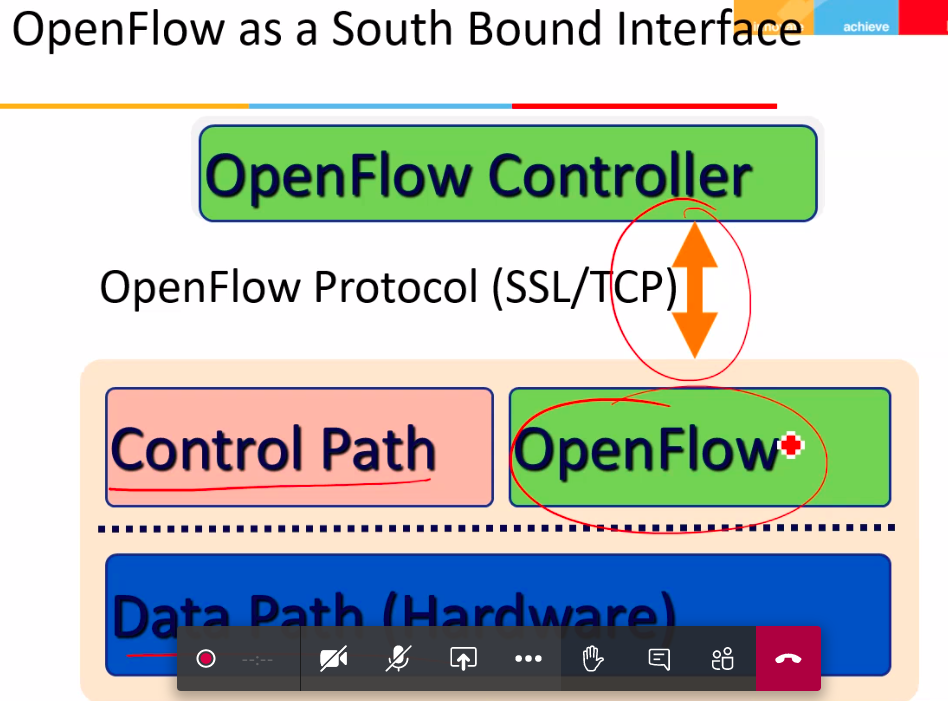 OpenFlow as a South Bound Interface
achieve
OpenFlow Controller
OpenFlow Protocol (SSL/TCP)
Control Path
OpenFlow
Data Path (Hardware)
--:--